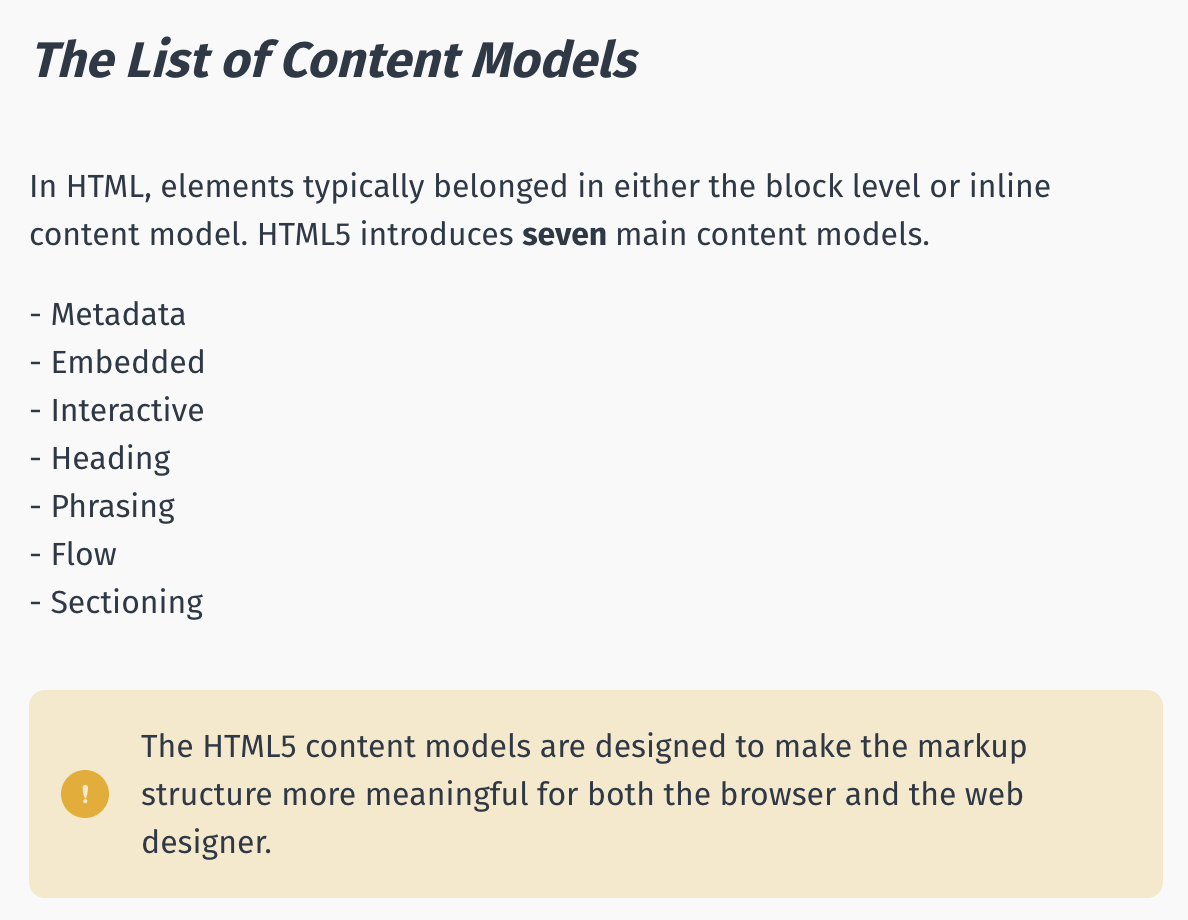 The List of Content Models
In HTML, elements typically belonged in either the block level or inline
content model. HTML5 introduces seven main content models.
- Metadata
- Embedded
- Interactive
- Heading
- Phrasing
- Flow
- Sectioning
!
The HTML5 content models are designed to make the markup
structure more meaningful for both the browser and the web
designer.